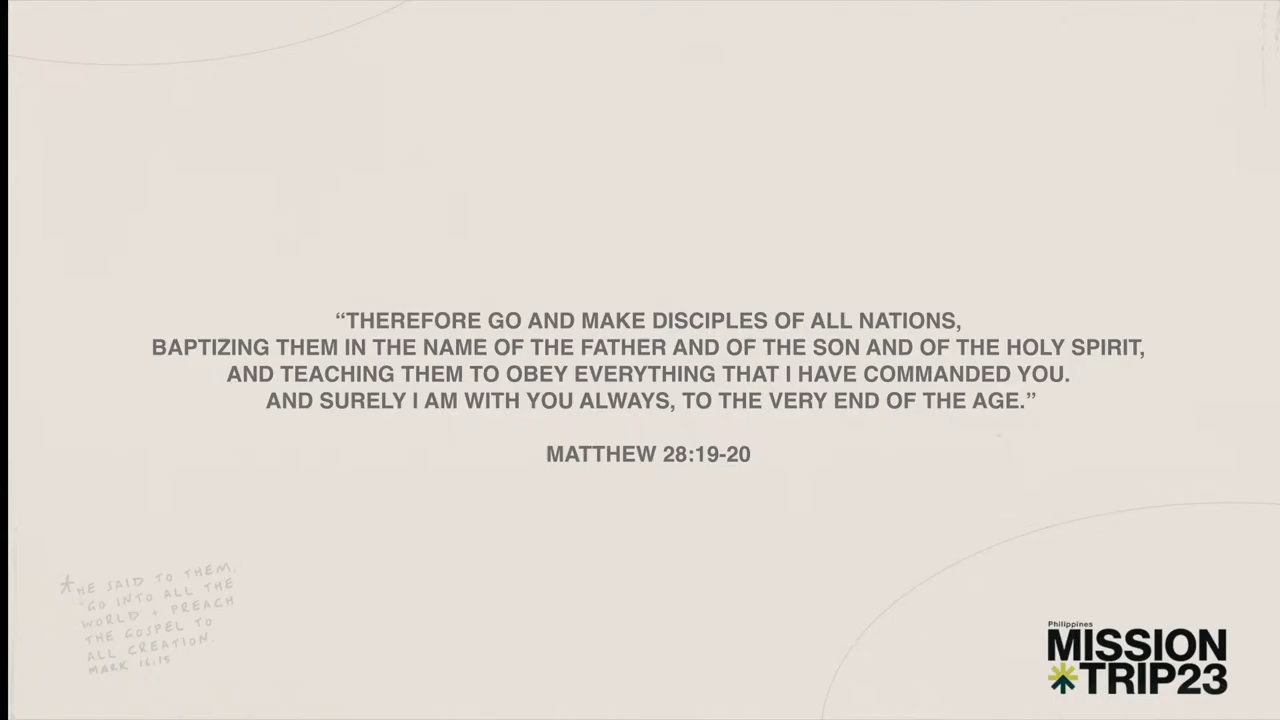 “THEREFORE GO AND MAKE DISCIPLES OF ALL NATIONS,
BAPTIZING THEM IN THE NAME OF THE FATHER AND OF THE SON AND OF THE HOLY SPIRIT,
AND TEACHING THEM TO OBEY EVERYTHING THAT I HAVE COMMANDED YOU.
AND SURELY I AM WITH YOU ALWAYS, TO THE VERY END OF THE AGE.”
MATTHEW 28:19-20
*HE SAID TO THEM,
"GO INTO ALL THE
WORLD + PREACH
THE GOSPEL TO
ALL CREATION.
MARK 16:15
Philippines
MISSION
TRIP23